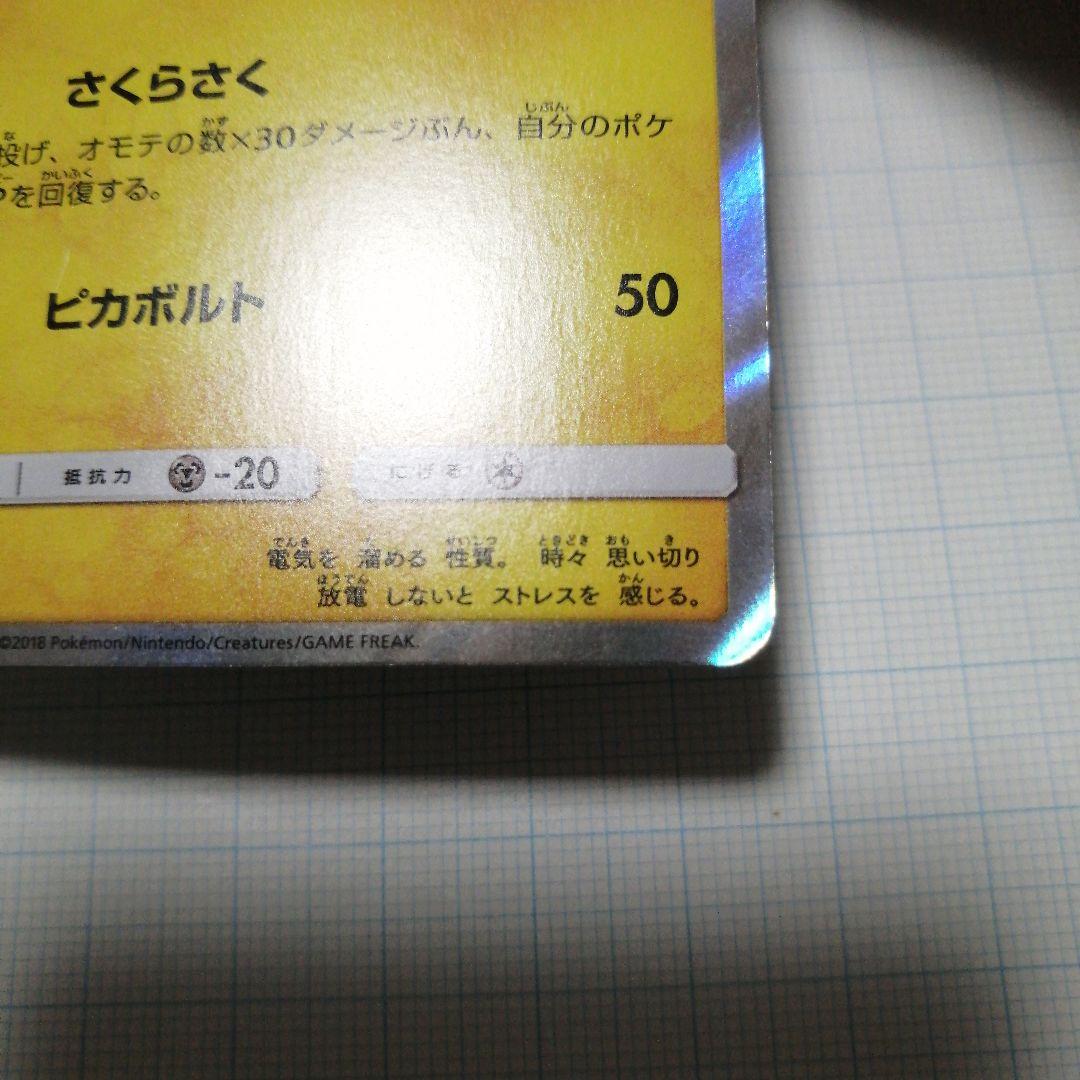 さくらさく
投げ、オモテの数×30ダメージぶん、自分のポケ
を回復する。
ピカボルト 50
抵抗力 -20 にげる
電気を 溜める 性質。 時々 思い切り
放電 しないと ストレスを 感じる。
©2018 Pokémon/Nintendo/Creatures/GAME FREAK.